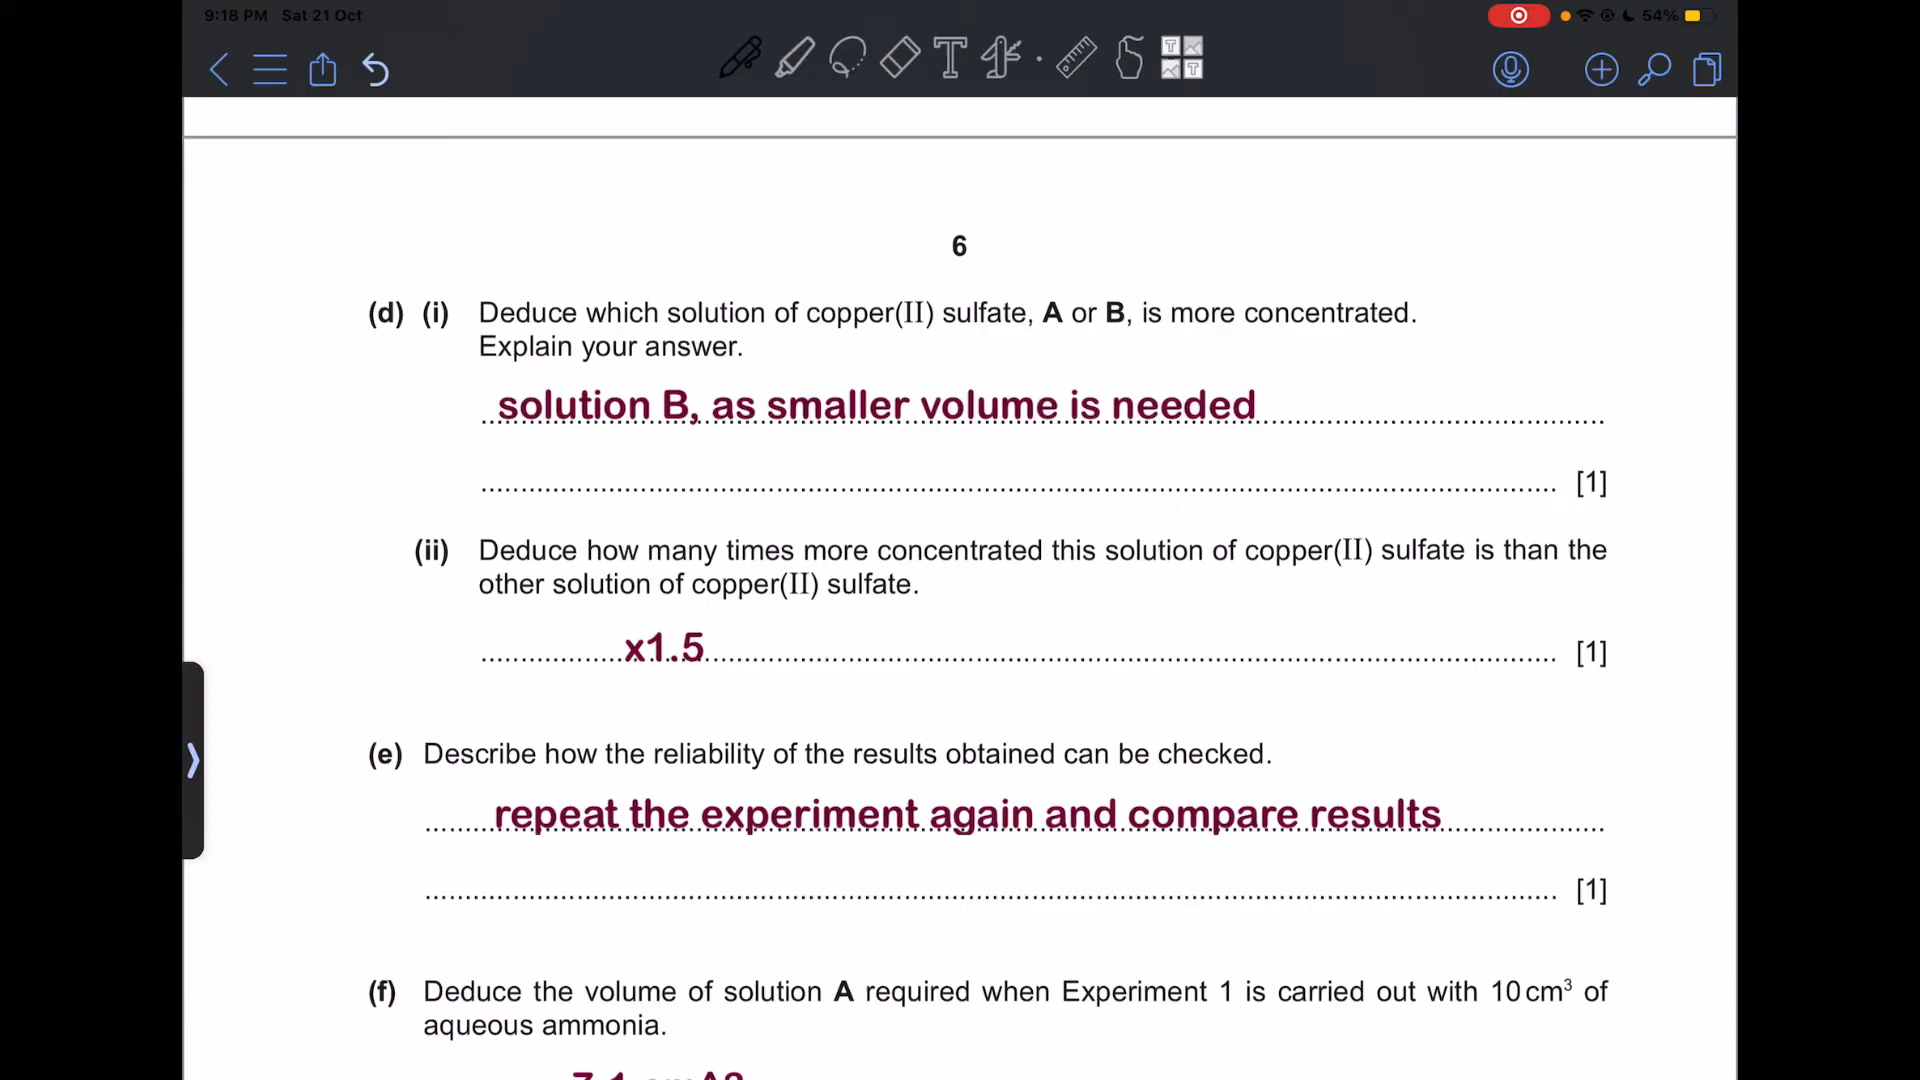 9:18 PM Sat 21 Oct 54%
6
(d) (i) Deduce which solution of copper(II) sulfate, A or B, is more concentrated.
Explain your answer.
solution B, as smaller volume is needed
[1]
(ii) Deduce how many times more concentrated this solution of copper(II) sulfate is than the
other solution of copper(II) sulfate.
x1.5 [1]
(e) Describe how the reliability of the results obtained can be checked.
repeat the experiment again and compare results
[1]
(f) Deduce the volume of solution A required when Experiment 1 is carried out with 10 cm³ of
aqueous ammonia.